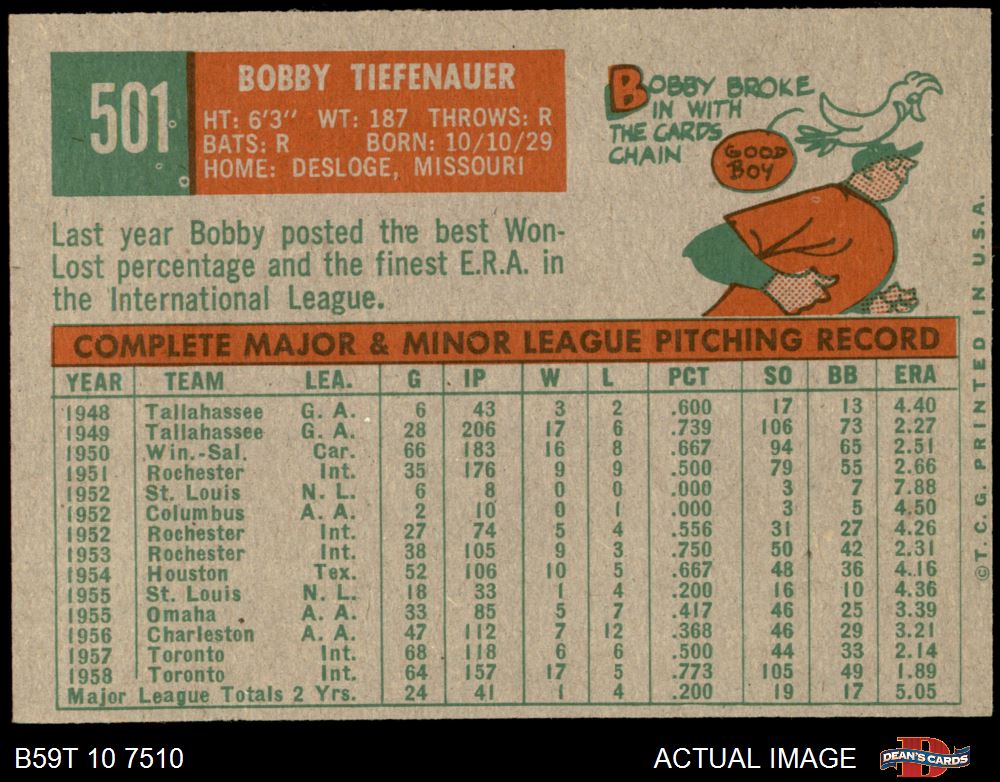 501
BOBBY TIEFENAUER
HT: 6'3" WT: 187 THROWS: R
BATS: R BORN: 10/10/29
HOME: DESLOGE, MISSOURI
BOBBY BROKE
IN WITH
THE CARDS
CHAIN
GOOD
BOY
Last year Bobby posted the best Won-
Lost percentage and the finest E.R.A. in
the International League.
COMPLETE MAJOR & MINOR LEAGUE PITCHING RECORD
YEAR TEAM LEA. G IP W L PCT SO BB ERA
1948 Tallahassee G. A. 6 43 3 2 .600 17 13 4.40
1949 Tallahassee G. A. 28 206 17 6 .739 106 73 2.27
1950 Win.-Sal. Car. 66 183 16 8 .667 94 65 2.51
1951 Rochester Int. 35 176 9 9 .500 79 55 2.66
1952 St. Louis N. L. 6 8 0 0 .000 3 7 7.88
1952 Columbus A. A. 2 10 0 1 .000 3 5 4.50
1952 Rochester Int. 27 74 5 4 .556 31 27 4.26
1953 Rochester Int. 38 105 9 3 .750 50 42 2.31
1954 Houston Tex. 52 106 10 5 .667 48 36 4.16
1955 St. Louis N. L. 18 33 1 4 .200 16 10 4.36
1955 Omaha A. A. 33 85 5 7 .417 46 25 3.39
1956 Charleston A. A. 47 112 7 12 .368 46 29 3.21
1957 Toronto Int. 68 118 6 6 .500 44 33 2.14
1958 Toronto Int. 64 157 17 5 .773 105 49 1.89
Major League Totals 2 Yrs. 24 41 1 4 .200 19 17 5.05
©T.C.G. PRINTED IN U.S.A.
B59T 10 7510
ACTUAL IMAGE
D
DEAN'S CARDS